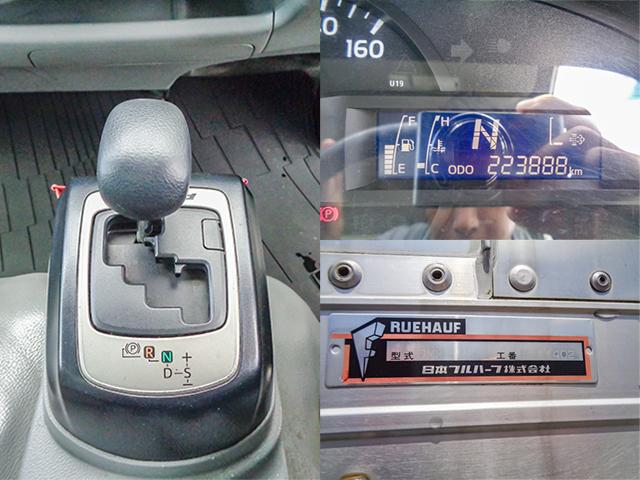 P R N +
D-S
-
160
U19
F H N L
E C ODO 223888 km
P
RUEHAUF
型式 工番
日本フルハーフ株式会社